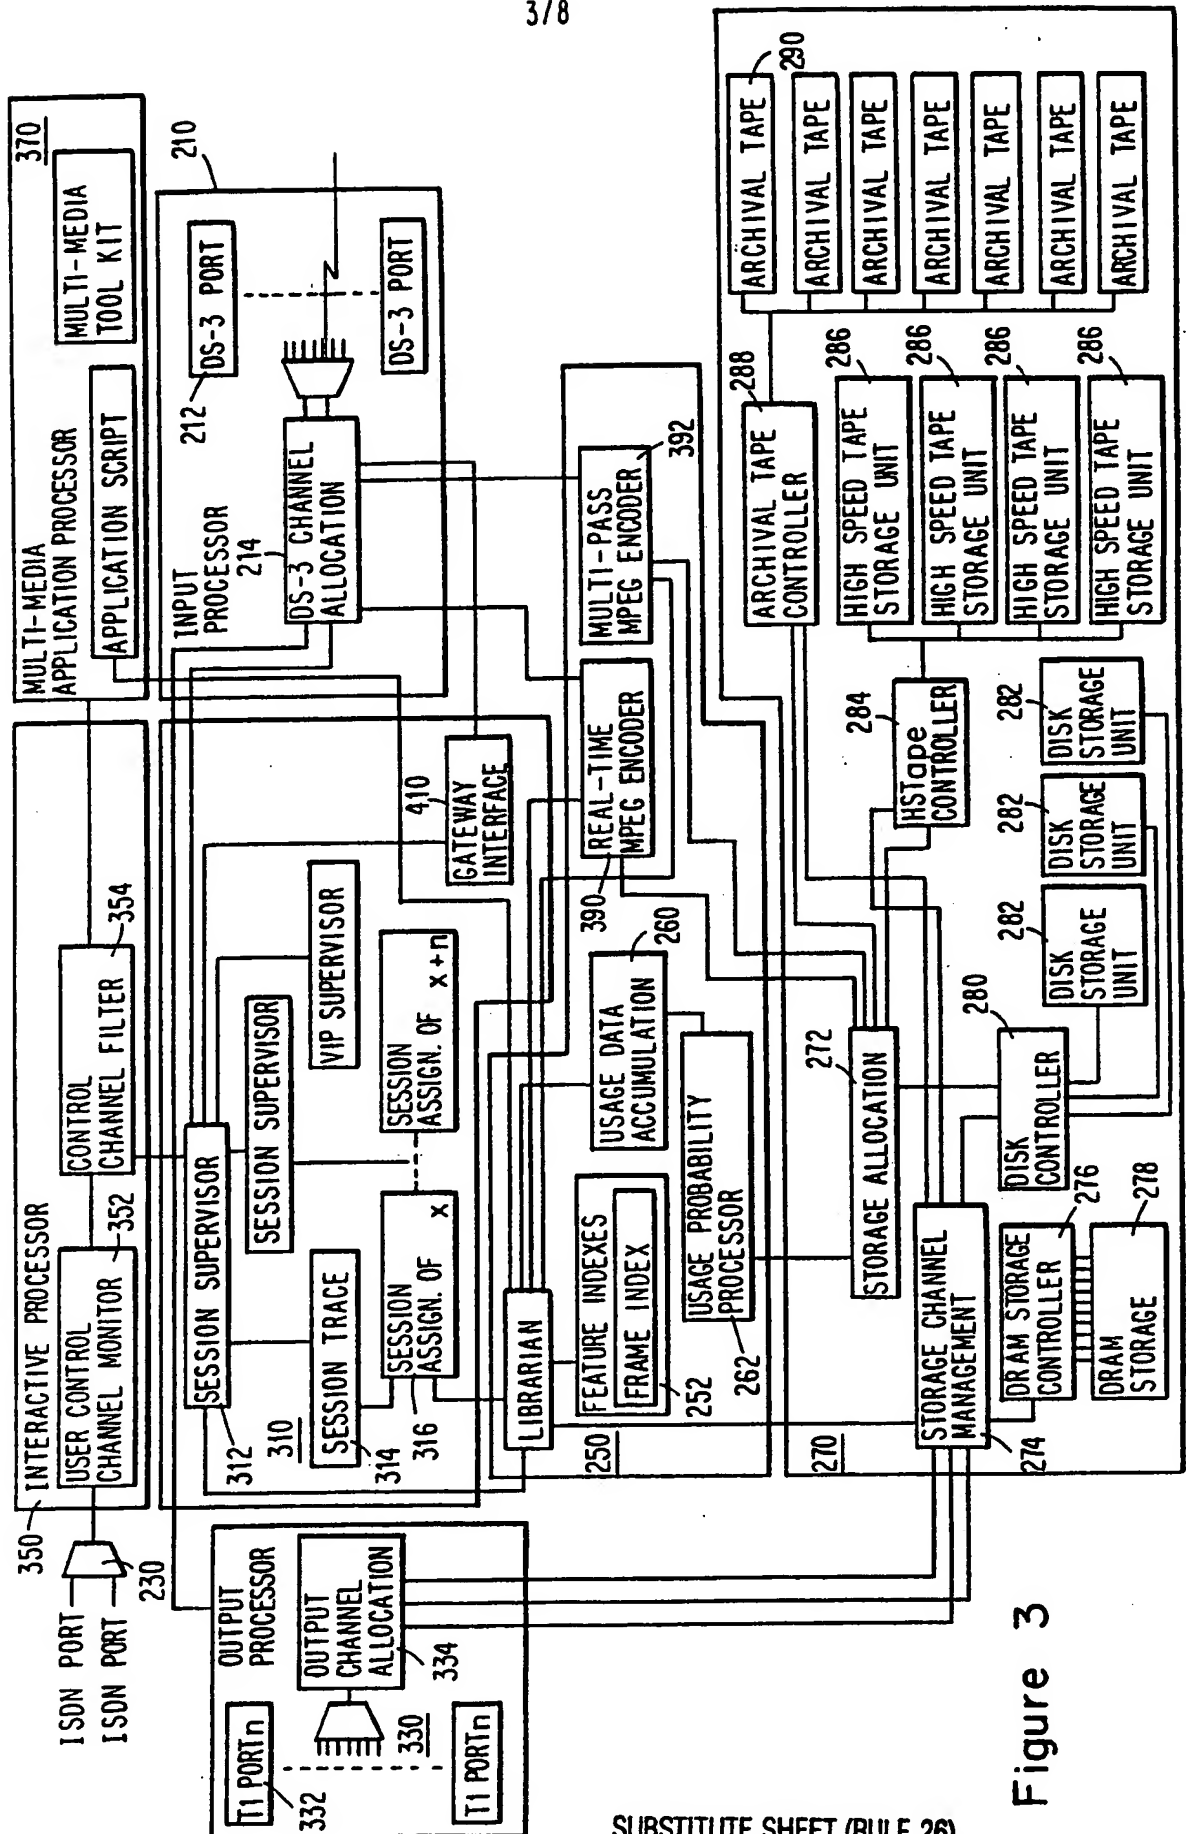 3/8
ISDN PORT
ISDN PORT
230
350
INTERACTIVE PROCESSOR
USER CONTROL
CHANNEL MONITOR
352
CONTROL
CHANNEL FILTER
354
MULTI-MEDIA
APPLICATION PROCESSOR
370
APPLICATION SCRIPT
MULTI-MEDIA
TOOL KIT
OUTPUT
PROCESSOR
OUTPUT
CHANNEL
ALLOCATION
334
T1 PORTn
332
330
T1 PORTn
SESSION SUPERVISOR
312
310
SESSION SUPERVISOR
VIP SUPERVISOR
SESSION TRACE
314
SESSION
ASSIGN. OF
X
316
SESSION
ASSIGN. OF
X+n
GATEWAY
INTERFACE
410
INPUT
PROCESSOR
214
DS-3 CHANNEL
ALLOCATION
212
DS-3 PORT
DS-3 PORT
210
LIBRARIAN
250
FEATURE INDEXES
FRAME INDEX
252
USAGE DATA
ACCUMULATION
260
USAGE PROBABILITY
PROCESSOR
262
REAL-TIME
MPEG ENCODER
390
MULTI-PASS
MPEG ENCODER
392
270
STORAGE CHANNEL
MANAGEMENT
274
STORAGE ALLOCATION
272
DRAM STORAGE
CONTROLLER
276
DRAM
STORAGE
278
DISK
CONTROLLER
280
DISK
STORAGE
UNIT
282
DISK
STORAGE
UNIT
282
DISK
STORAGE
UNIT
282
HSTape
CONTROLLER
284
HIGH SPEED TAPE
STORAGE UNIT
286
HIGH SPEED TAPE
STORAGE UNIT
286
HIGH SPEED TAPE
STORAGE UNIT
286
HIGH SPEED TAPE
STORAGE UNIT
286
ARCHIVAL TAPE
CONTROLLER
288
ARCHIVAL TAPE
290
ARCHIVAL TAPE
ARCHIVAL TAPE
ARCHIVAL TAPE
ARCHIVAL TAPE
ARCHIVAL TAPE
ARCHIVAL TAPE
Figure 3
SUBSTITUTE SHEET (RULE 26)